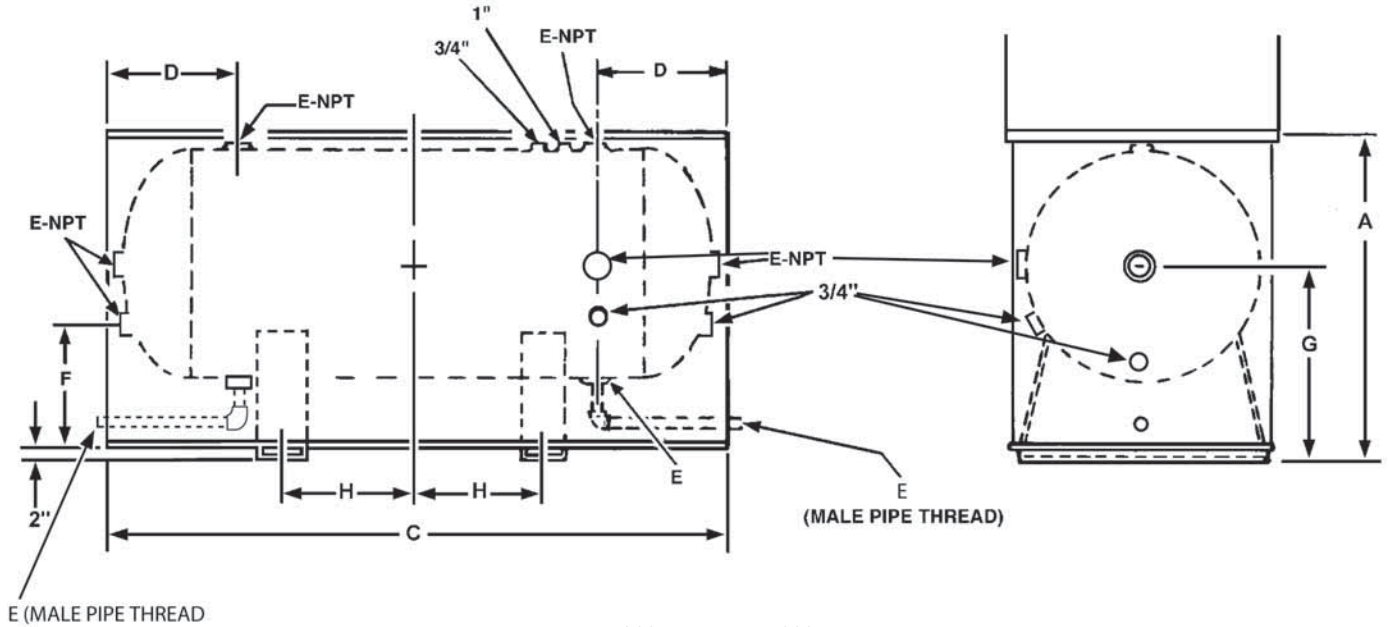 1"
3/4"
E-NPT
D
D
E-NPT
E-NPT
E-NPT
3/4"
A
G
F
E
H
H
2"
C
E
(MALE PIPE THREAD)
E (MALE PIPE THREAD